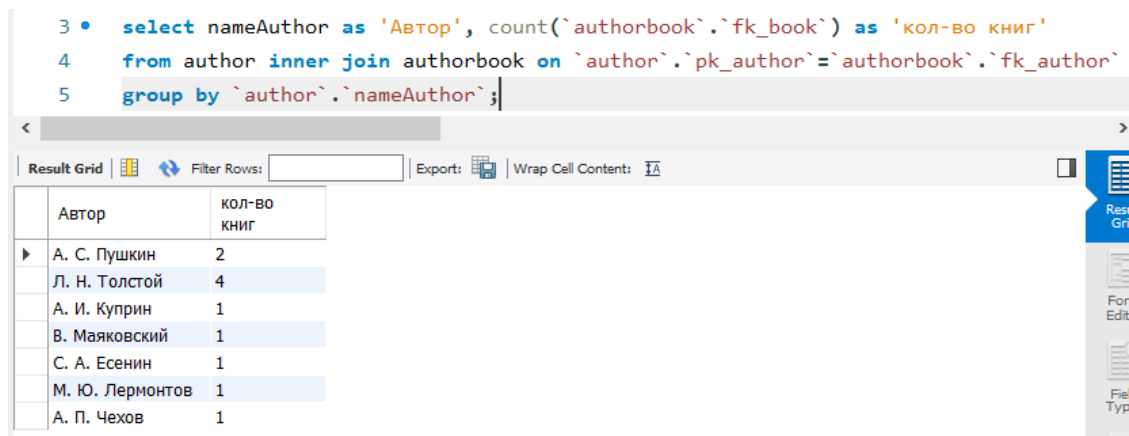 3 select nameAuthor as 'Автор', count(`authorbook`.`fk_book`) as 'кол-во книг'
4 from author inner join authorbook on `author`.`pk_author`=`authorbook`.`fk_author`
5 group by `author`.`nameAuthor`;
Result Grid Filter Rows: Export: Wrap Cell Content:
Автор кол-во книг
А. С. Пушкин 2
Л. Н. Толстой 4
А. И. Куприн 1
В. Маяковский 1
С. А. Есенин 1
М. Ю. Лермонтов 1
А. П. Чехов 1